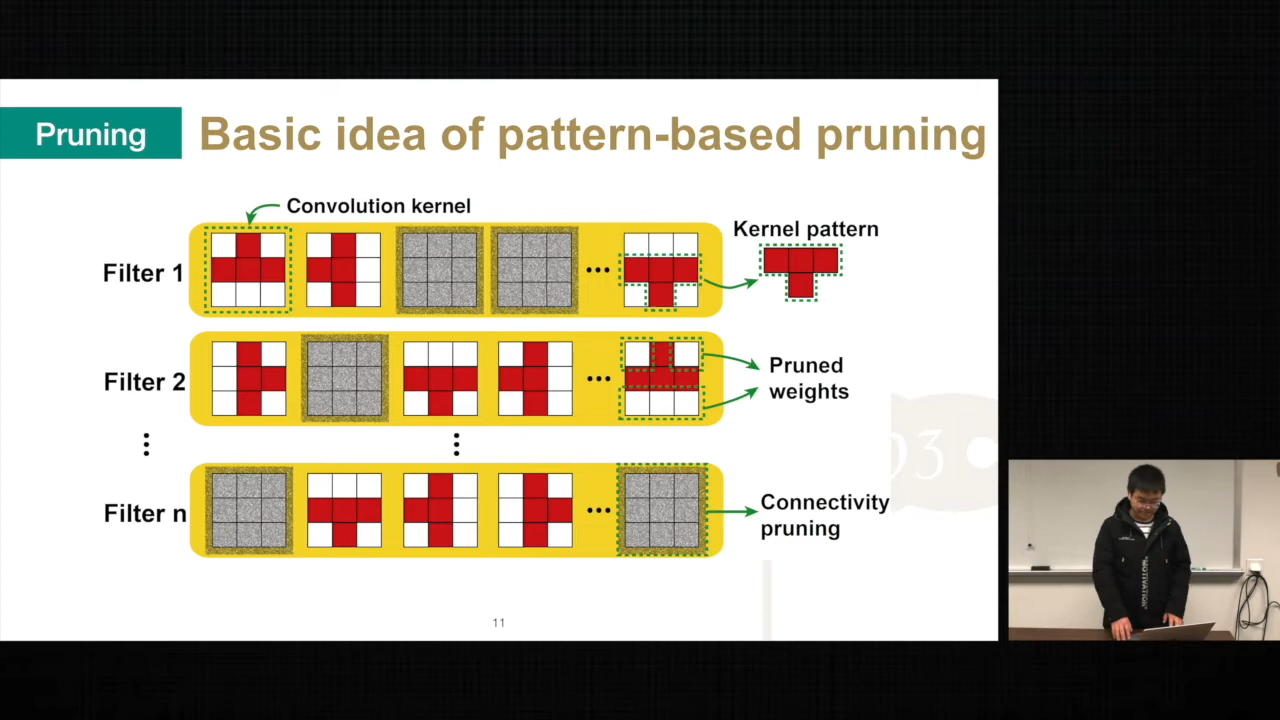 Pruning
Basic idea of pattern-based pruning
Convolution kernel
Kernel pattern
Filter 1
...
Filter 2
...
Pruned
weights
Filter n
...
Connectivity
pruning
11